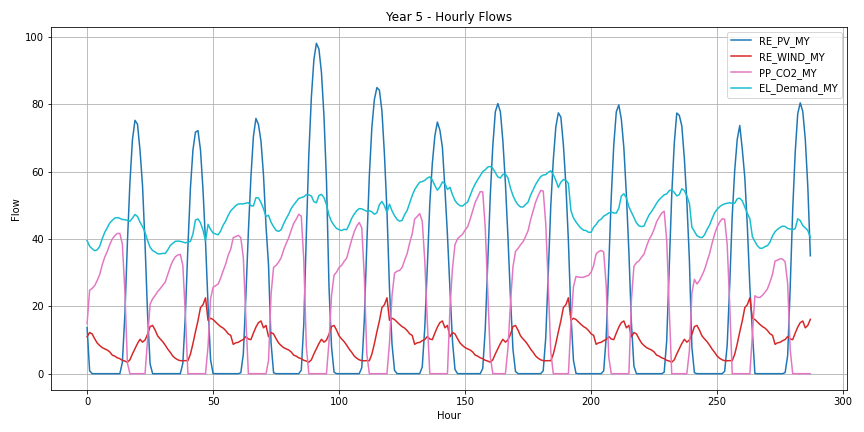 Year 5 - Hourly Flows
RE_PV_MY
RE_WIND_MY
PP_CO2_MY
EL_Demand_MY
100
80
60
40
20
0
Flow
0 50 100 150 200 250 300
Hour